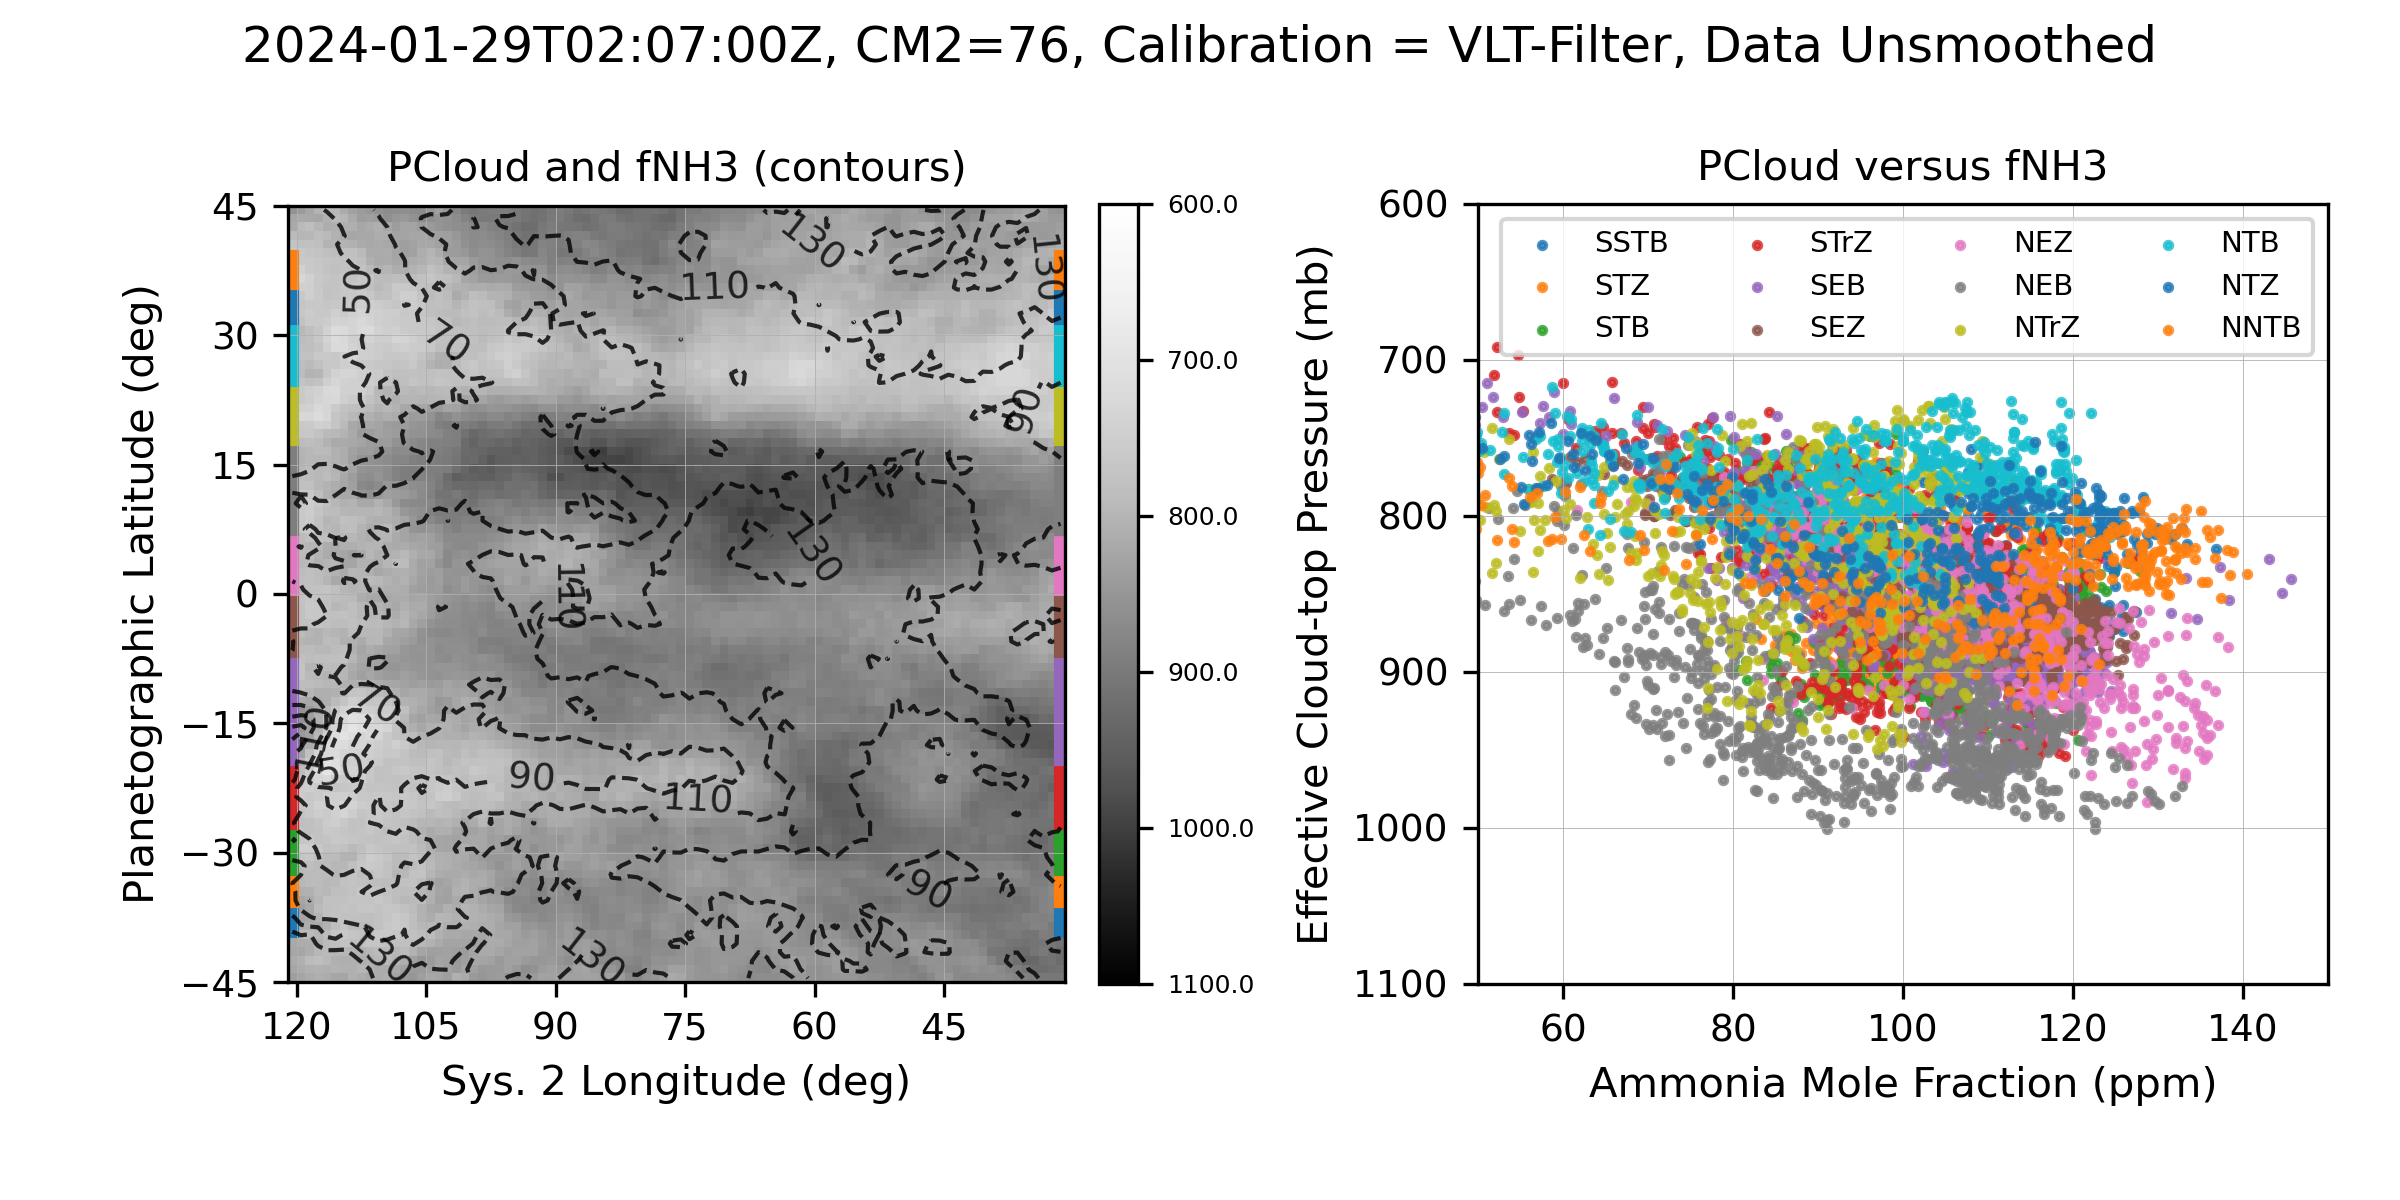 2024-01-29T02:07:00Z, CM2=76, Calibration = VLT-Filter, Data Unsmoothed
PCloud and fNH3 (contours)
Planetographic Latitude (deg)
45
30
15
0
−15
−30
−45
120
105
90
75
60
45
Sys. 2 Longitude (deg)
130
130
50
110
70
90
130
110
70
110
50
90
110
90
130
130
600.0
700.0
800.0
900.0
1000.0
1100.0
PCloud versus fNH3
Effective Cloud-top Pressure (mb)
600
700
800
900
1000
1100
SSTB
STZ
STB
STrZ
SEB
SEZ
NEZ
NEB
NTrZ
NTB
NTZ
NNTB
60
80
100
120
140
Ammonia Mole Fraction (ppm)